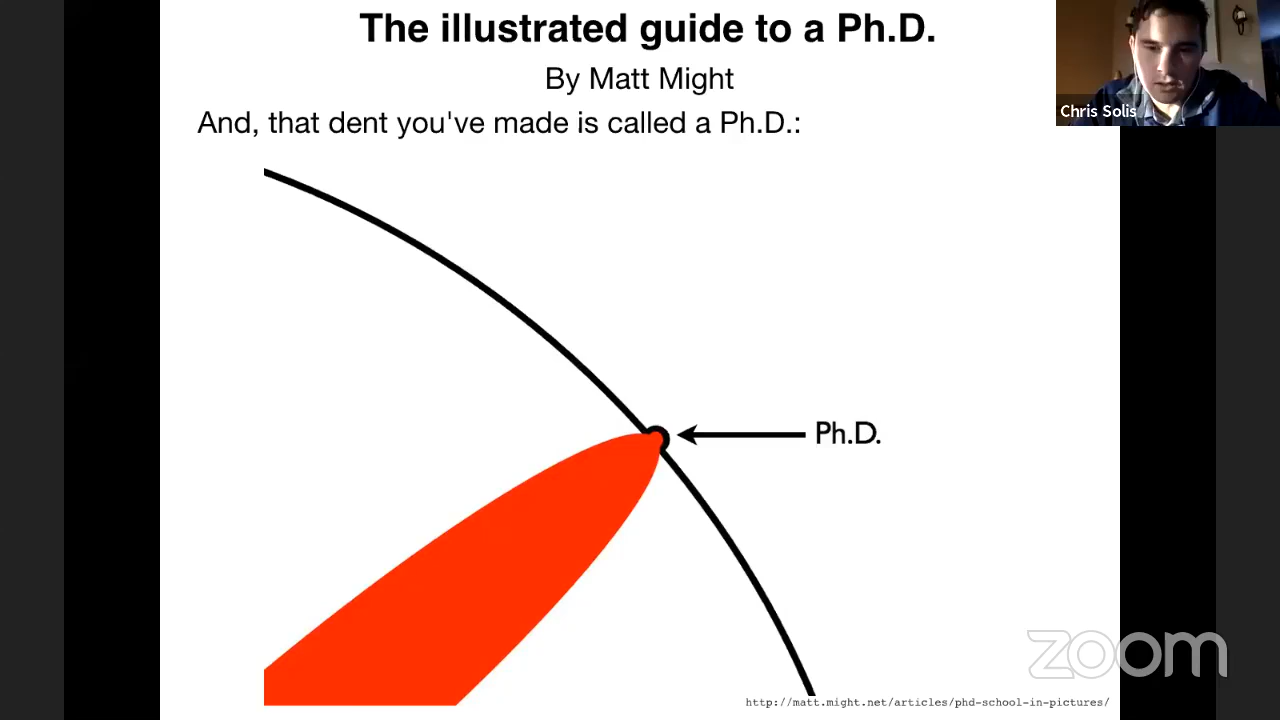 The illustrated guide to a Ph.D.
By Matt Might
And, that dent you've made is called a Ph.D.:
Chris Solis
Ph.D.
zoom
http://matt.might.net/articles/phd-school-in-pictures/